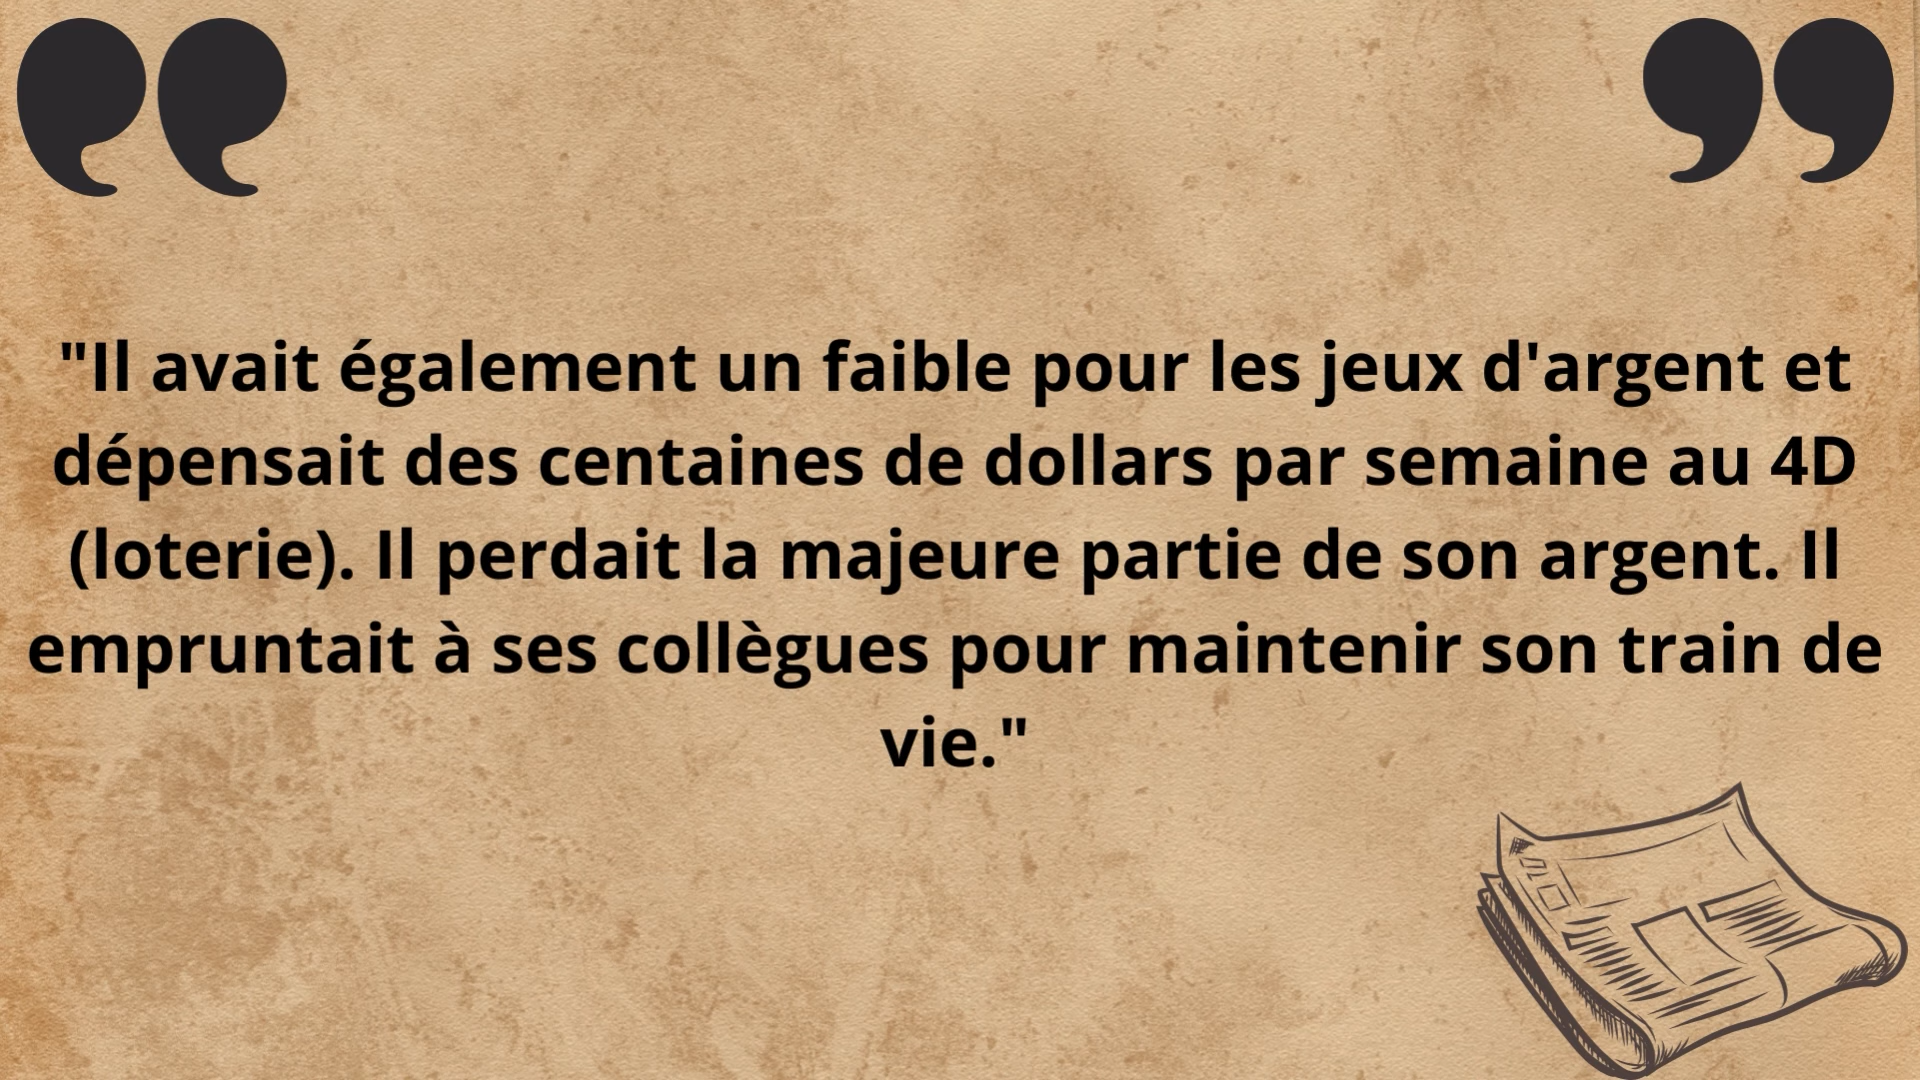 "Il avait également un faible pour les jeux d'argent et
dépensait des centaines de dollars par semaine au 4D
(loterie). Il perdait la majeure partie de son argent. Il
empruntait à ses collègues pour maintenir son train de
vie."